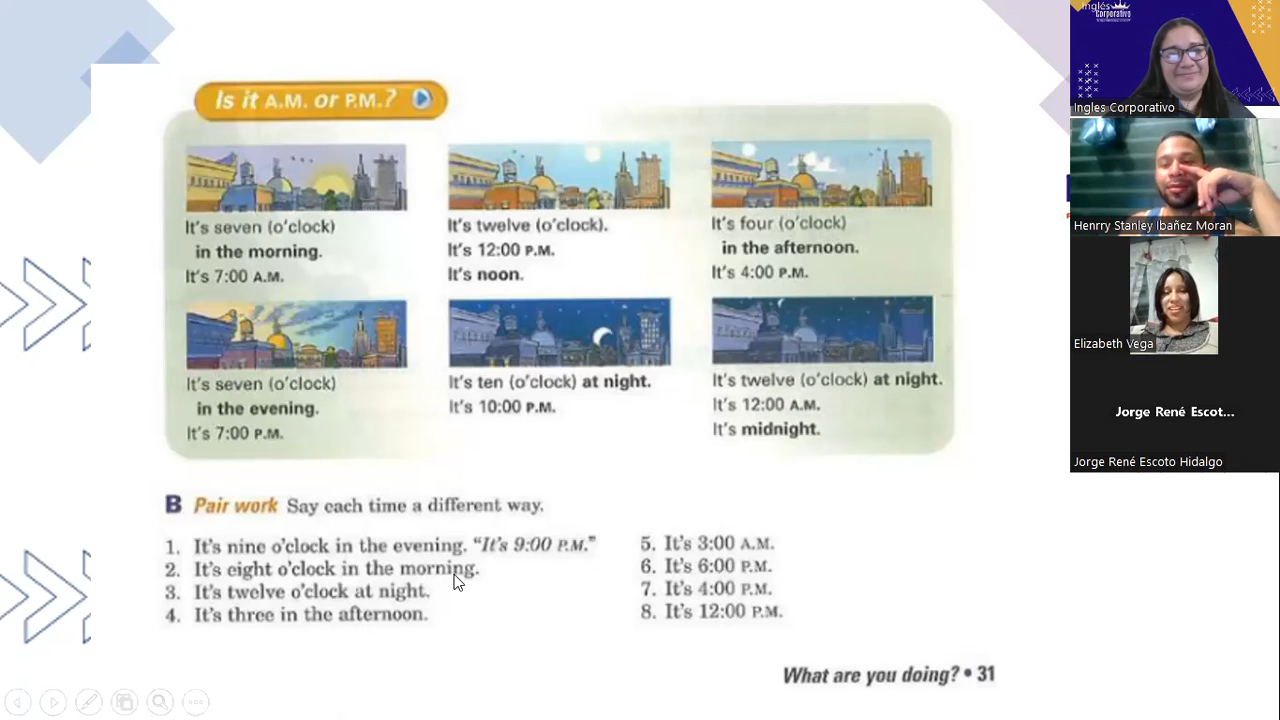 Is it A.M. or P.M.?
It's seven (o'clock)
in the morning.
It's 7:00 A.M.
It's twelve (o'clock).
It's 12:00 P.M.
It's noon.
It's four (o'clock)
in the afternoon.
It's 4:00 P.M.
It's seven (o'clock)
in the evening.
It's 7:00 P.M.
It's ten (o'clock) at night.
It's 10:00 P.M.
It's twelve (o'clock) at night.
It's 12:00 A.M.
It's midnight.
B Pair work Say each time a different way.
1. It's nine o'clock in the evening. "It's 9:00 P.M."
2. It's eight o'clock in the morning.
3. It's twelve o'clock at night.
4. It's three in the afternoon.
5. It's 3:00 A.M.
6. It's 6:00 P.M.
7. It's 4:00 P.M.
8. It's 12:00 P.M.
What are you doing? • 31
Inglés
Corporativo
Ingles Corporativo
Henrry Stanley Ibañez Moran
Elizabeth Vega
Jorge René Escot...
Jorge René Escoto Hidalgo